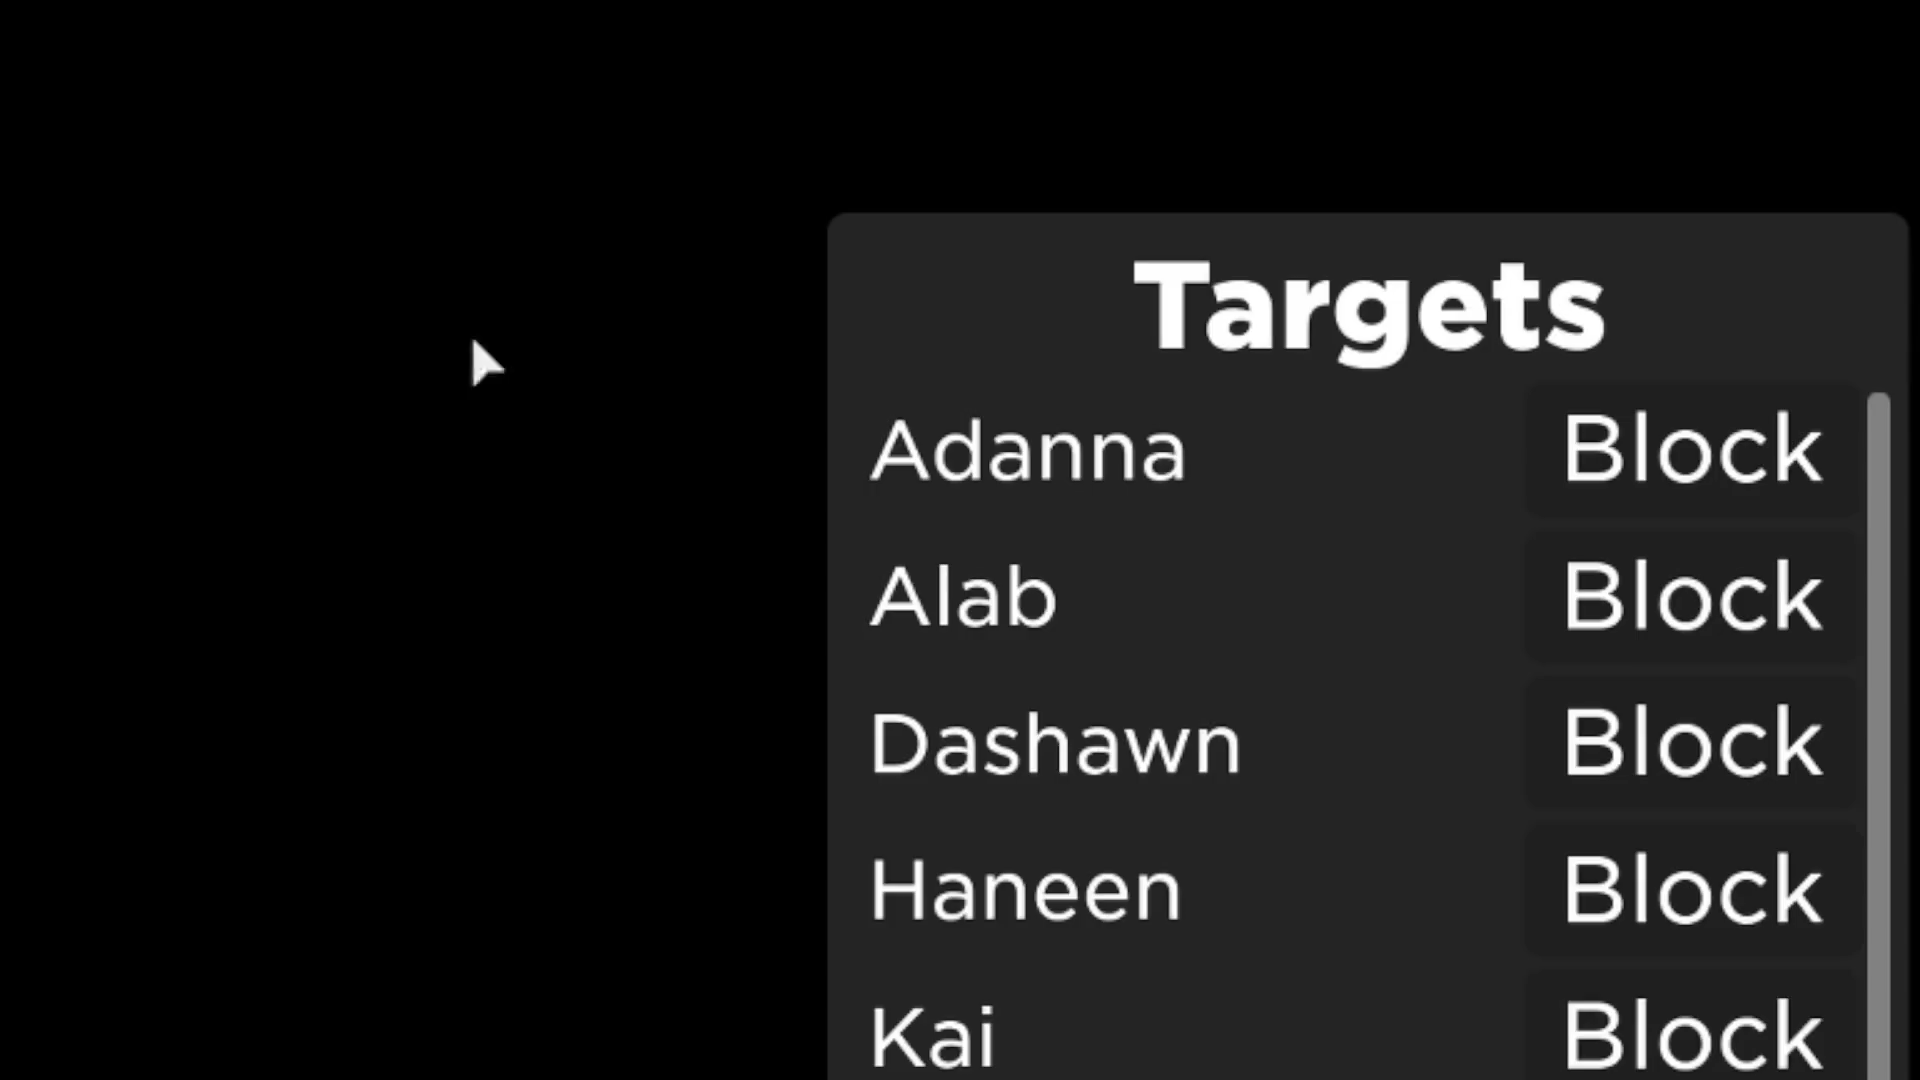 Targets
Adanna Block
Alab Block
Dashawn Block
Haneen Block
Kai Block